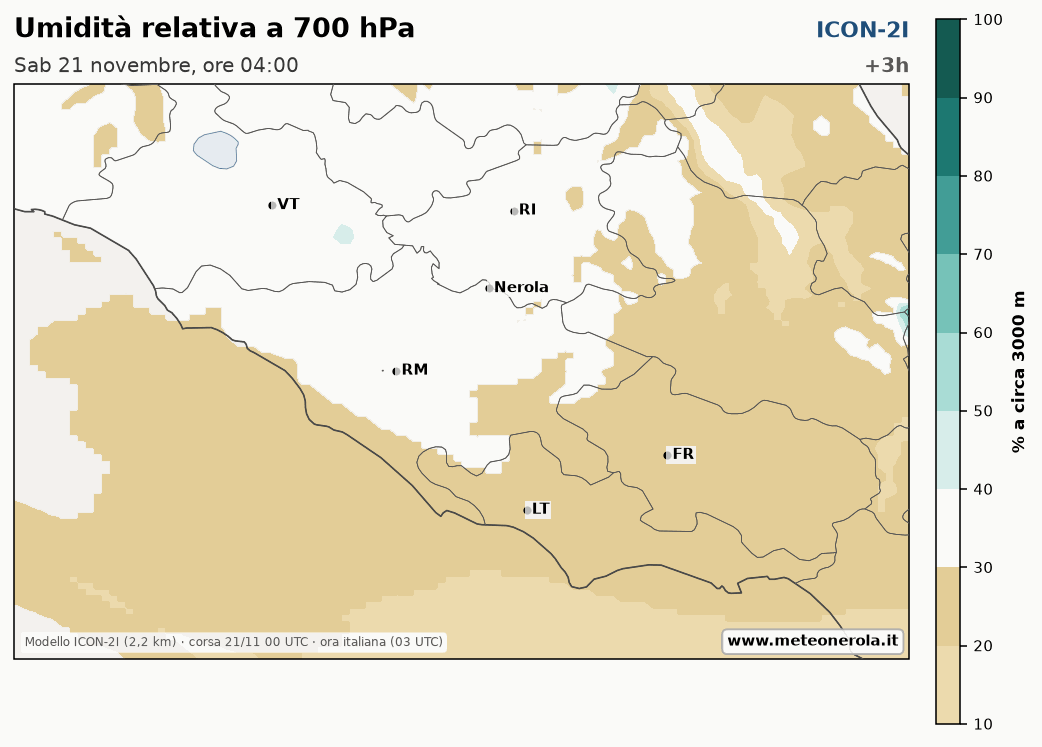 Umidità relativa a 700 hPa
ICON-2I
Sab 21 novembre, ore 04:00
+3h
100
90
80
70
60
50
40
30
20
10
% a circa 3000 m
VT
RI
Nerola
RM
FR
LT
Modello ICON-2I (2,2 km) · corsa 21/11 00 UTC · ora italiana (03 UTC)
www.meteonerola.it